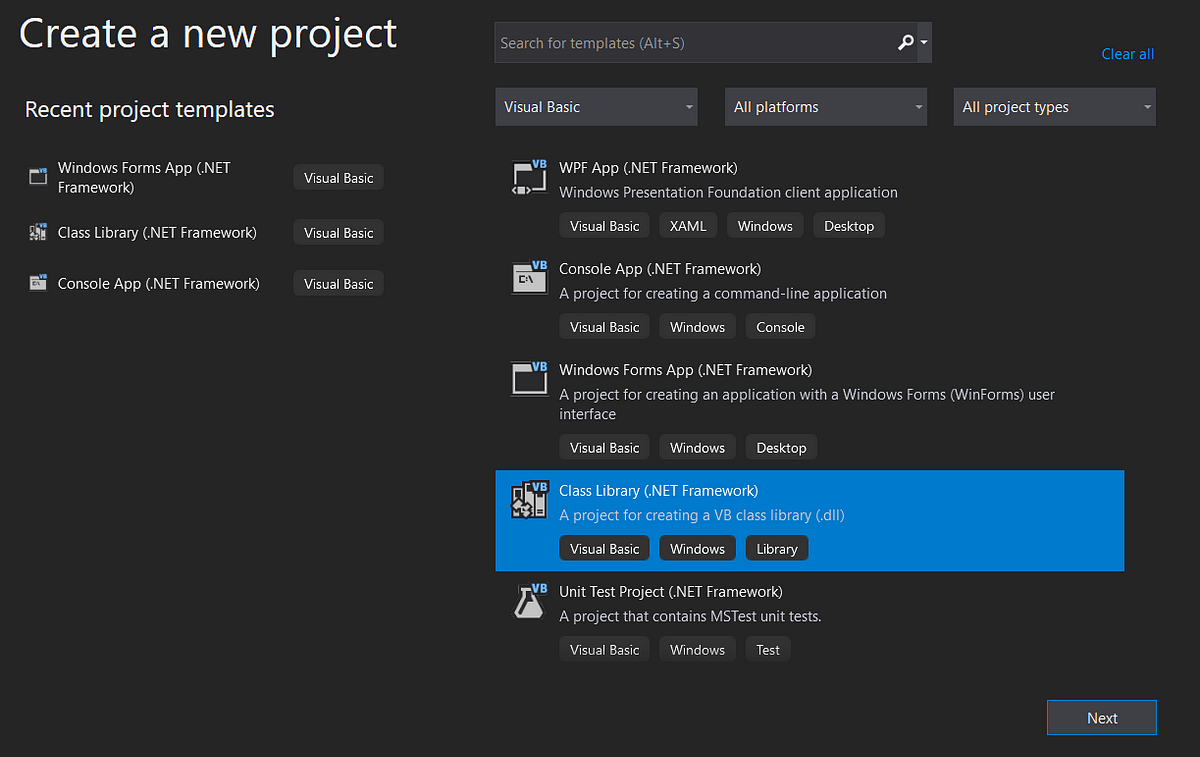 Create a new project
Search for templates (Alt+S)
Clear all
Recent project templates
Visual Basic
All platforms
All project types
Windows Forms App (.NET
Framework)
Visual Basic
Class Library (.NET Framework)
Visual Basic
Console App (.NET Framework)
Visual Basic
VB
WPF App (.NET Framework)
Windows Presentation Foundation client application
Visual Basic XAML Windows Desktop
VB
C:\
Console App (.NET Framework)
A project for creating a command-line application
Visual Basic Windows Console
VB
Windows Forms App (.NET Framework)
A project for creating an application with a Windows Forms (WinForms) user
interface
Visual Basic Windows Desktop
VB
Class Library (.NET Framework)
A project for creating a VB class library (.dll)
Visual Basic Windows Library
VB
Unit Test Project (.NET Framework)
A project that contains MSTest unit tests.
Visual Basic Windows Test
Next